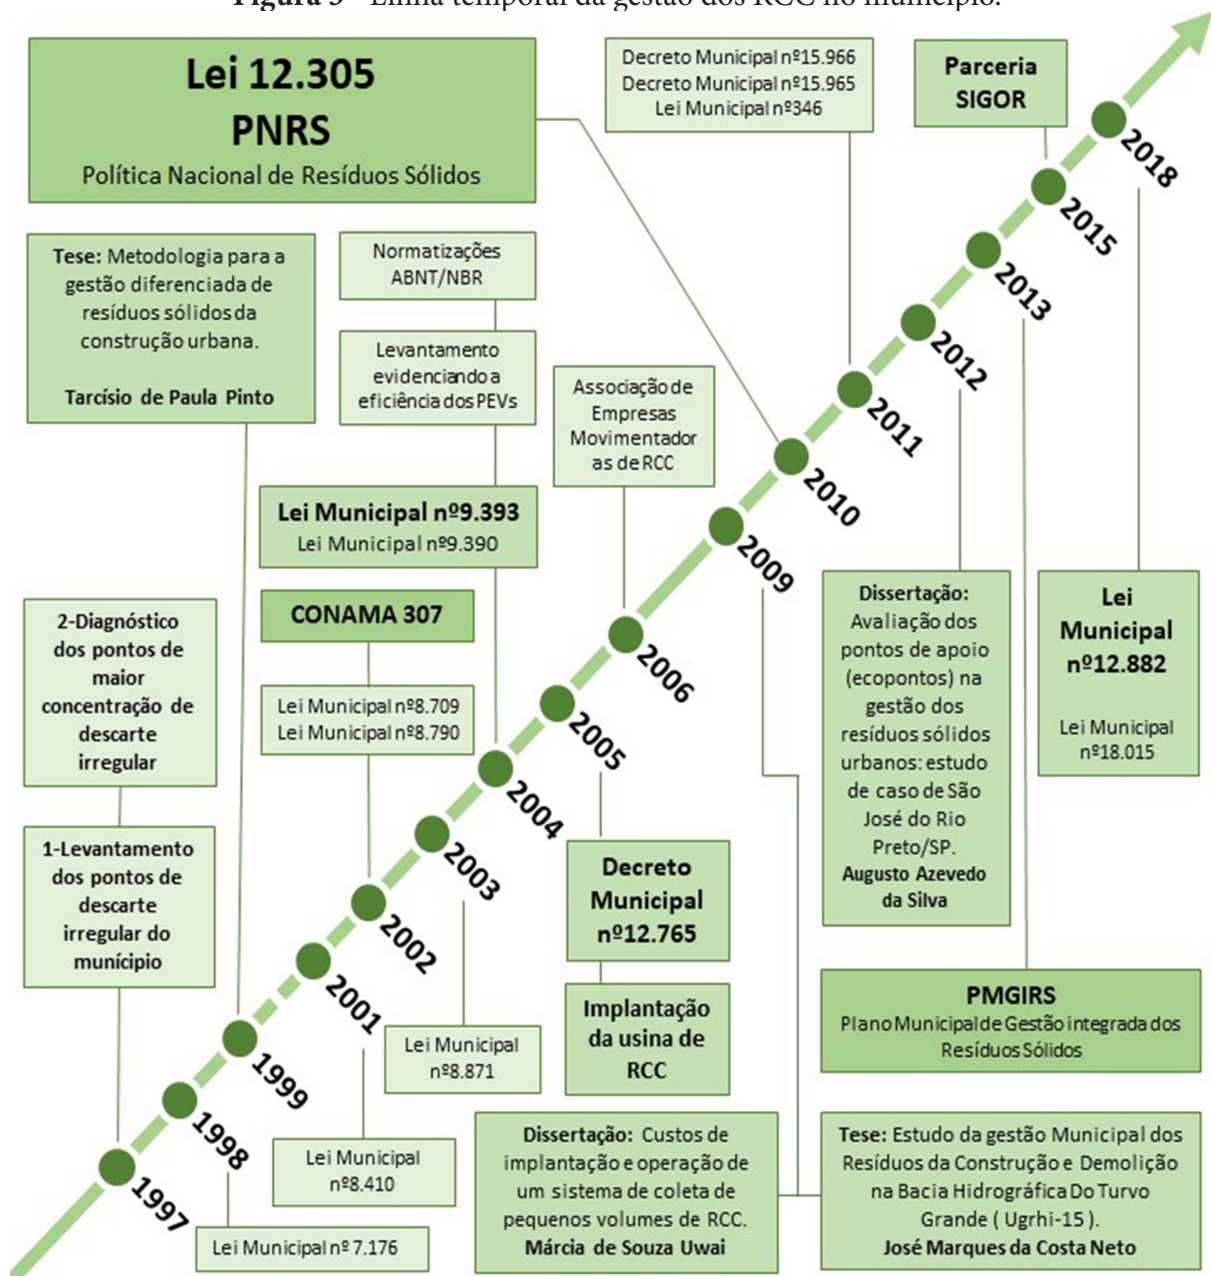 Figura 3 - Linha temporal da gestão dos RCC no município.
Lei 12.305
PNRS
Política Nacional de Resíduos Sólidos
Decreto Municipal nº15.966
Decreto Municipal nº15.965
Lei Municipal nº346
Parceria
SIGOR
Tese: Metodologia para a
gestão diferenciada de
resíduos sólidos da
construção urbana.
Tarcísio de Paula Pinto
Normatizações
ABNT/NBR
Levantamento
evidenciando a
eficiência dos PEVs
Associação de
Empresas
Movimentador
as de RCC
Lei Municipal nº9.393
Lei Municipal nº9.390
CONAMA 307
Lei Municipal nº8.709
Lei Municipal nº8.790
2-Diagnóstico
dos pontos de
maior
concentração de
descarte
irregular
1-Levantamento
dos pontos de
descarte
irregular do
munícipio
2018
2015
2013
2012
2011
2010
2009
2006
2005
2004
2003
2002
2001
1999
1998
1997
Dissertação:
Avaliação dos
pontos de apoio
(ecopontos) na
gestão dos
resíduos sólidos
urbanos: estudo
de caso de São
José do Rio
Preto/SP.
Augusto Azevedo
da Silva
Lei
Municipal
nº12.882
Lei Municipal
nº18.015
Decreto
Municipal
nº12.765
Implantação
da usina de
RCC
Lei Municipal
nº8.871
Lei Municipal
nº8.410
Lei Municipal nº 7.176
PMGIRS
Plano Municipal de Gestão integrada dos
Resíduos Sólidos
Dissertação: Custos de
implantação e operação de
um sistema de coleta de
pequenos volumes de RCC.
Márcia de Souza Uwai
Tese: Estudo da gestão Municipal dos
Resíduos da Construção e Demolição
na Bacia Hidrográfica Do Turvo
Grande ( Ugrhi-15 ).
José Marques da Costa Neto